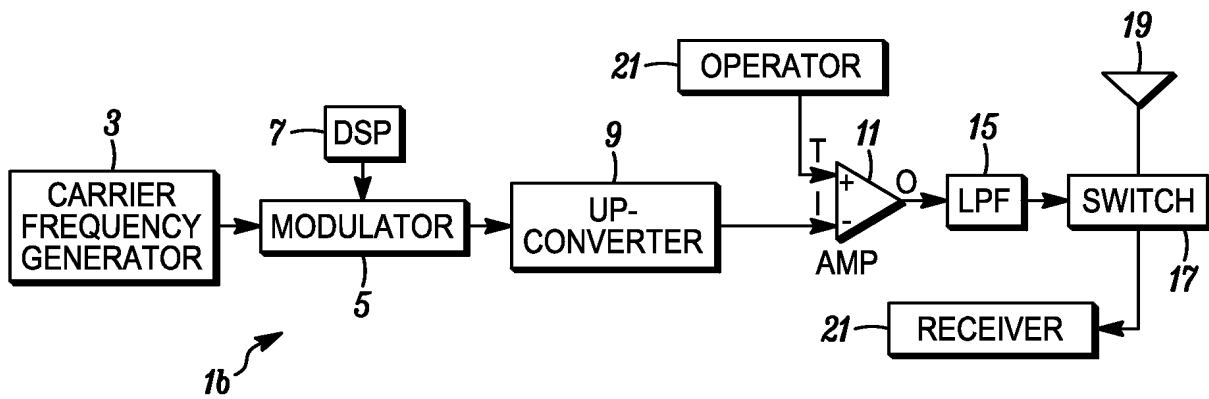 19
21
OPERATOR
3
7
DSP
9
T
11
15
CARRIER
FREQUENCY
GENERATOR
MODULATOR
UP-
CONVERTER
I
+
-
O
LPF
SWITCH
AMP
5
17
21
RECEIVER
1b